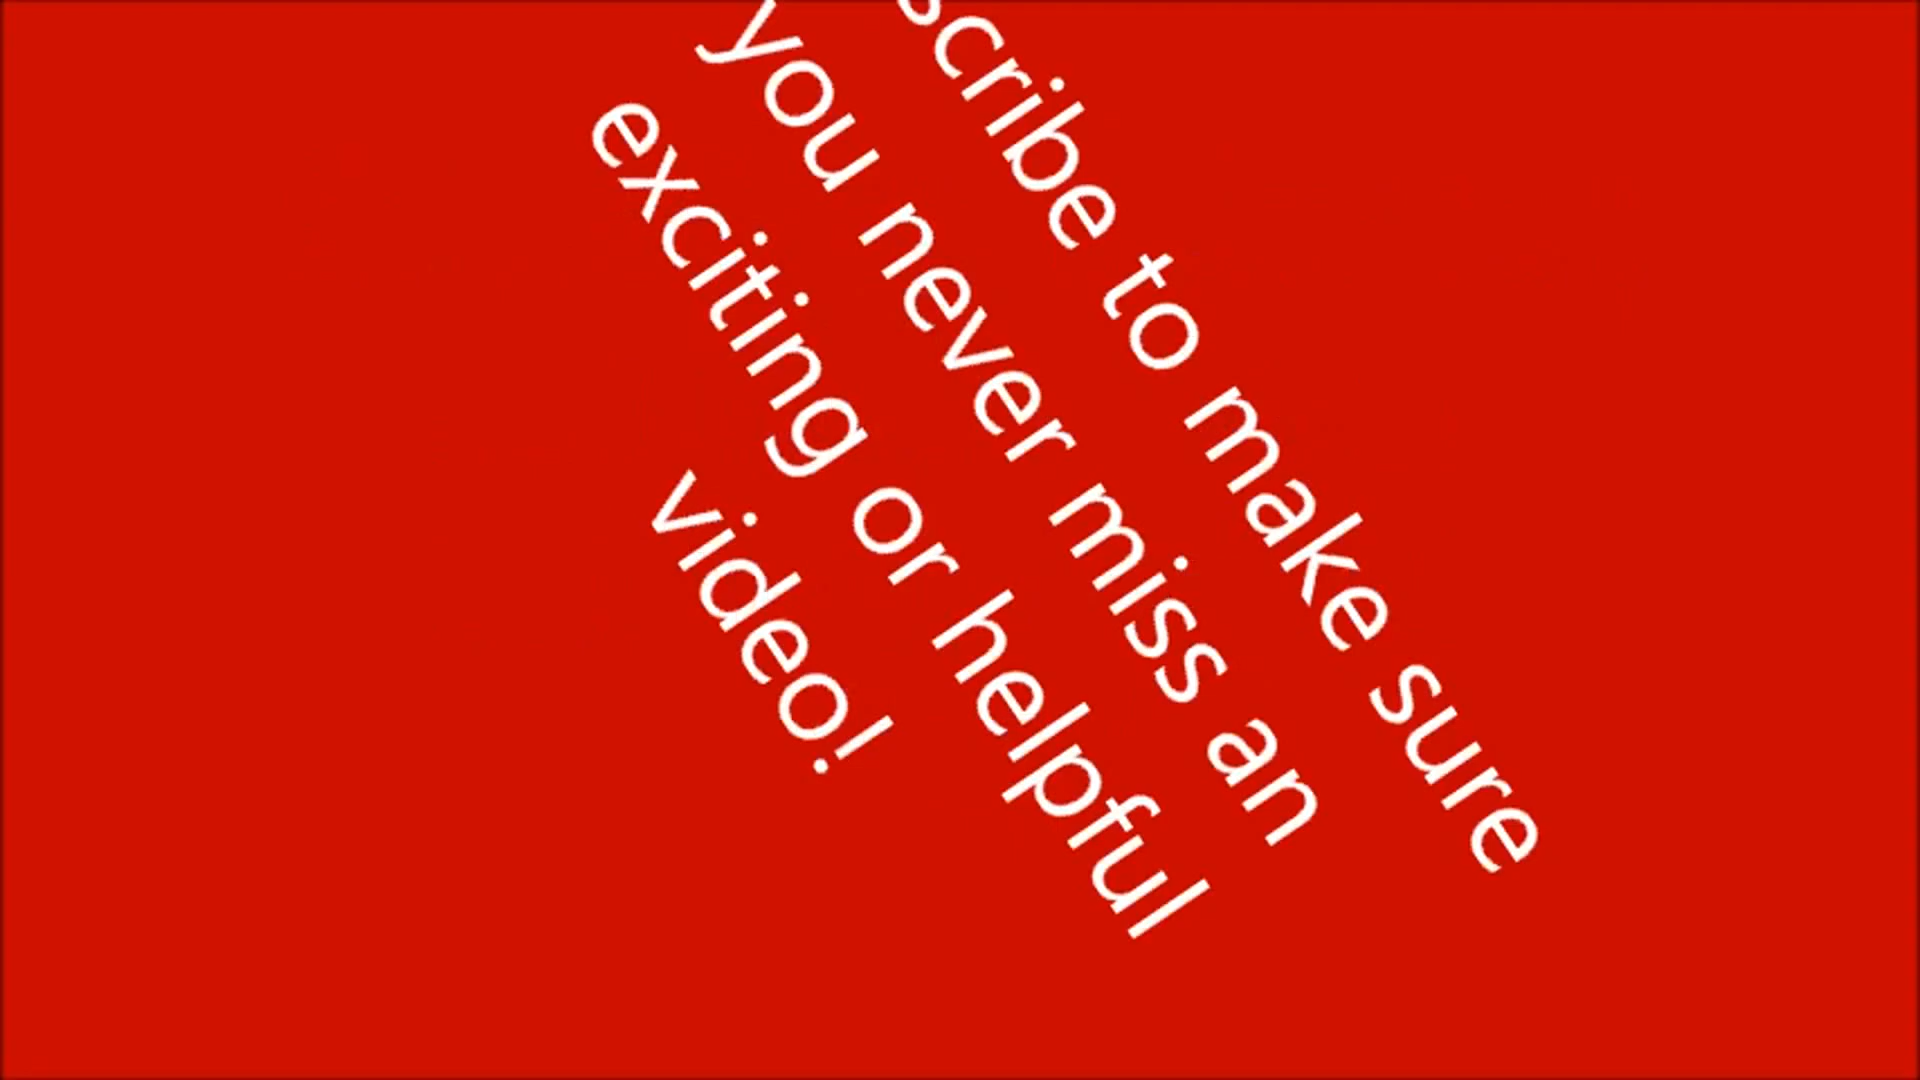 scribe to make sure
you never miss an
exciting or helpful
video!